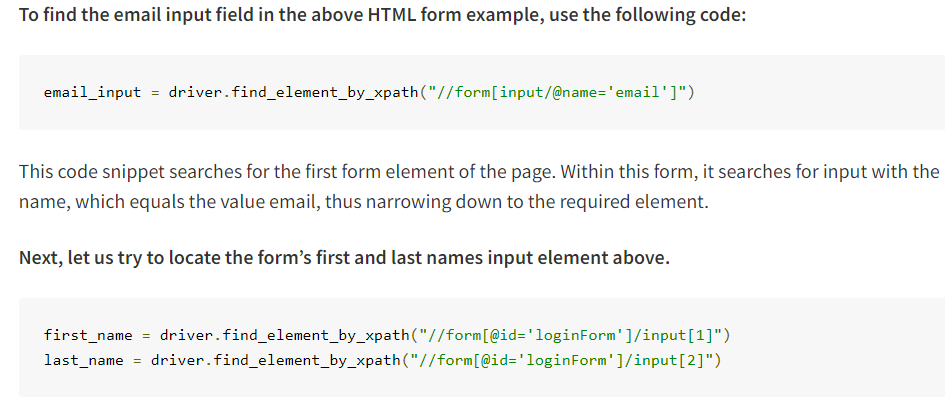 To find the email input field in the above HTML form example, use the following code:
email_input = driver.find_element_by_xpath("//form[input/@name='email']")
This code snippet searches for the first form element of the page. Within this form, it searches for input with the
name, which equals the value email, thus narrowing down to the required element.
Next, let us try to locate the form’s first and last names input element above.
first_name = driver.find_element_by_xpath("//form[@id='loginForm']/input[1]")
last_name = driver.find_element_by_xpath("//form[@id='loginForm']/input[2]")